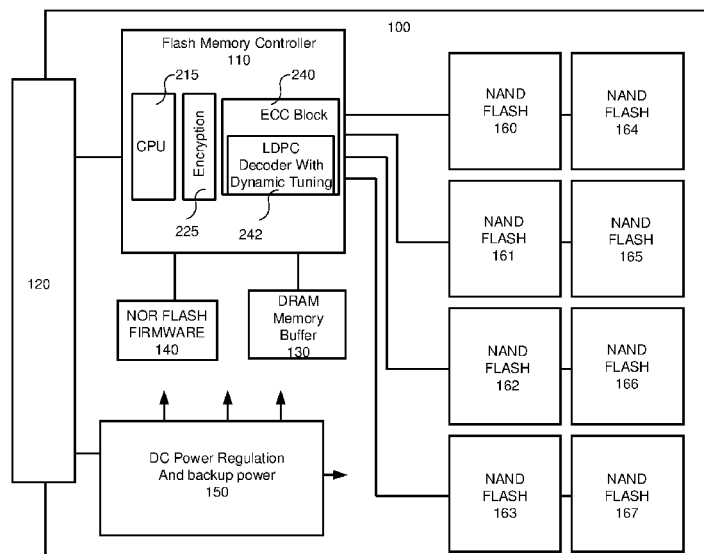 100
Flash Memory Controller
110
215
240
CPU
Encryption
ECC Block
LDPC
Decoder With
Dynamic Tuning
225
242
120
NOR FLASH
FIRMWARE
140
DRAM
Memory
Buffer
130
DC Power Regulation
And backup power
150
NAND
FLASH
160
NAND
FLASH
164
NAND
FLASH
161
NAND
FLASH
165
NAND
FLASH
162
NAND
FLASH
166
NAND
FLASH
163
NAND
FLASH
167